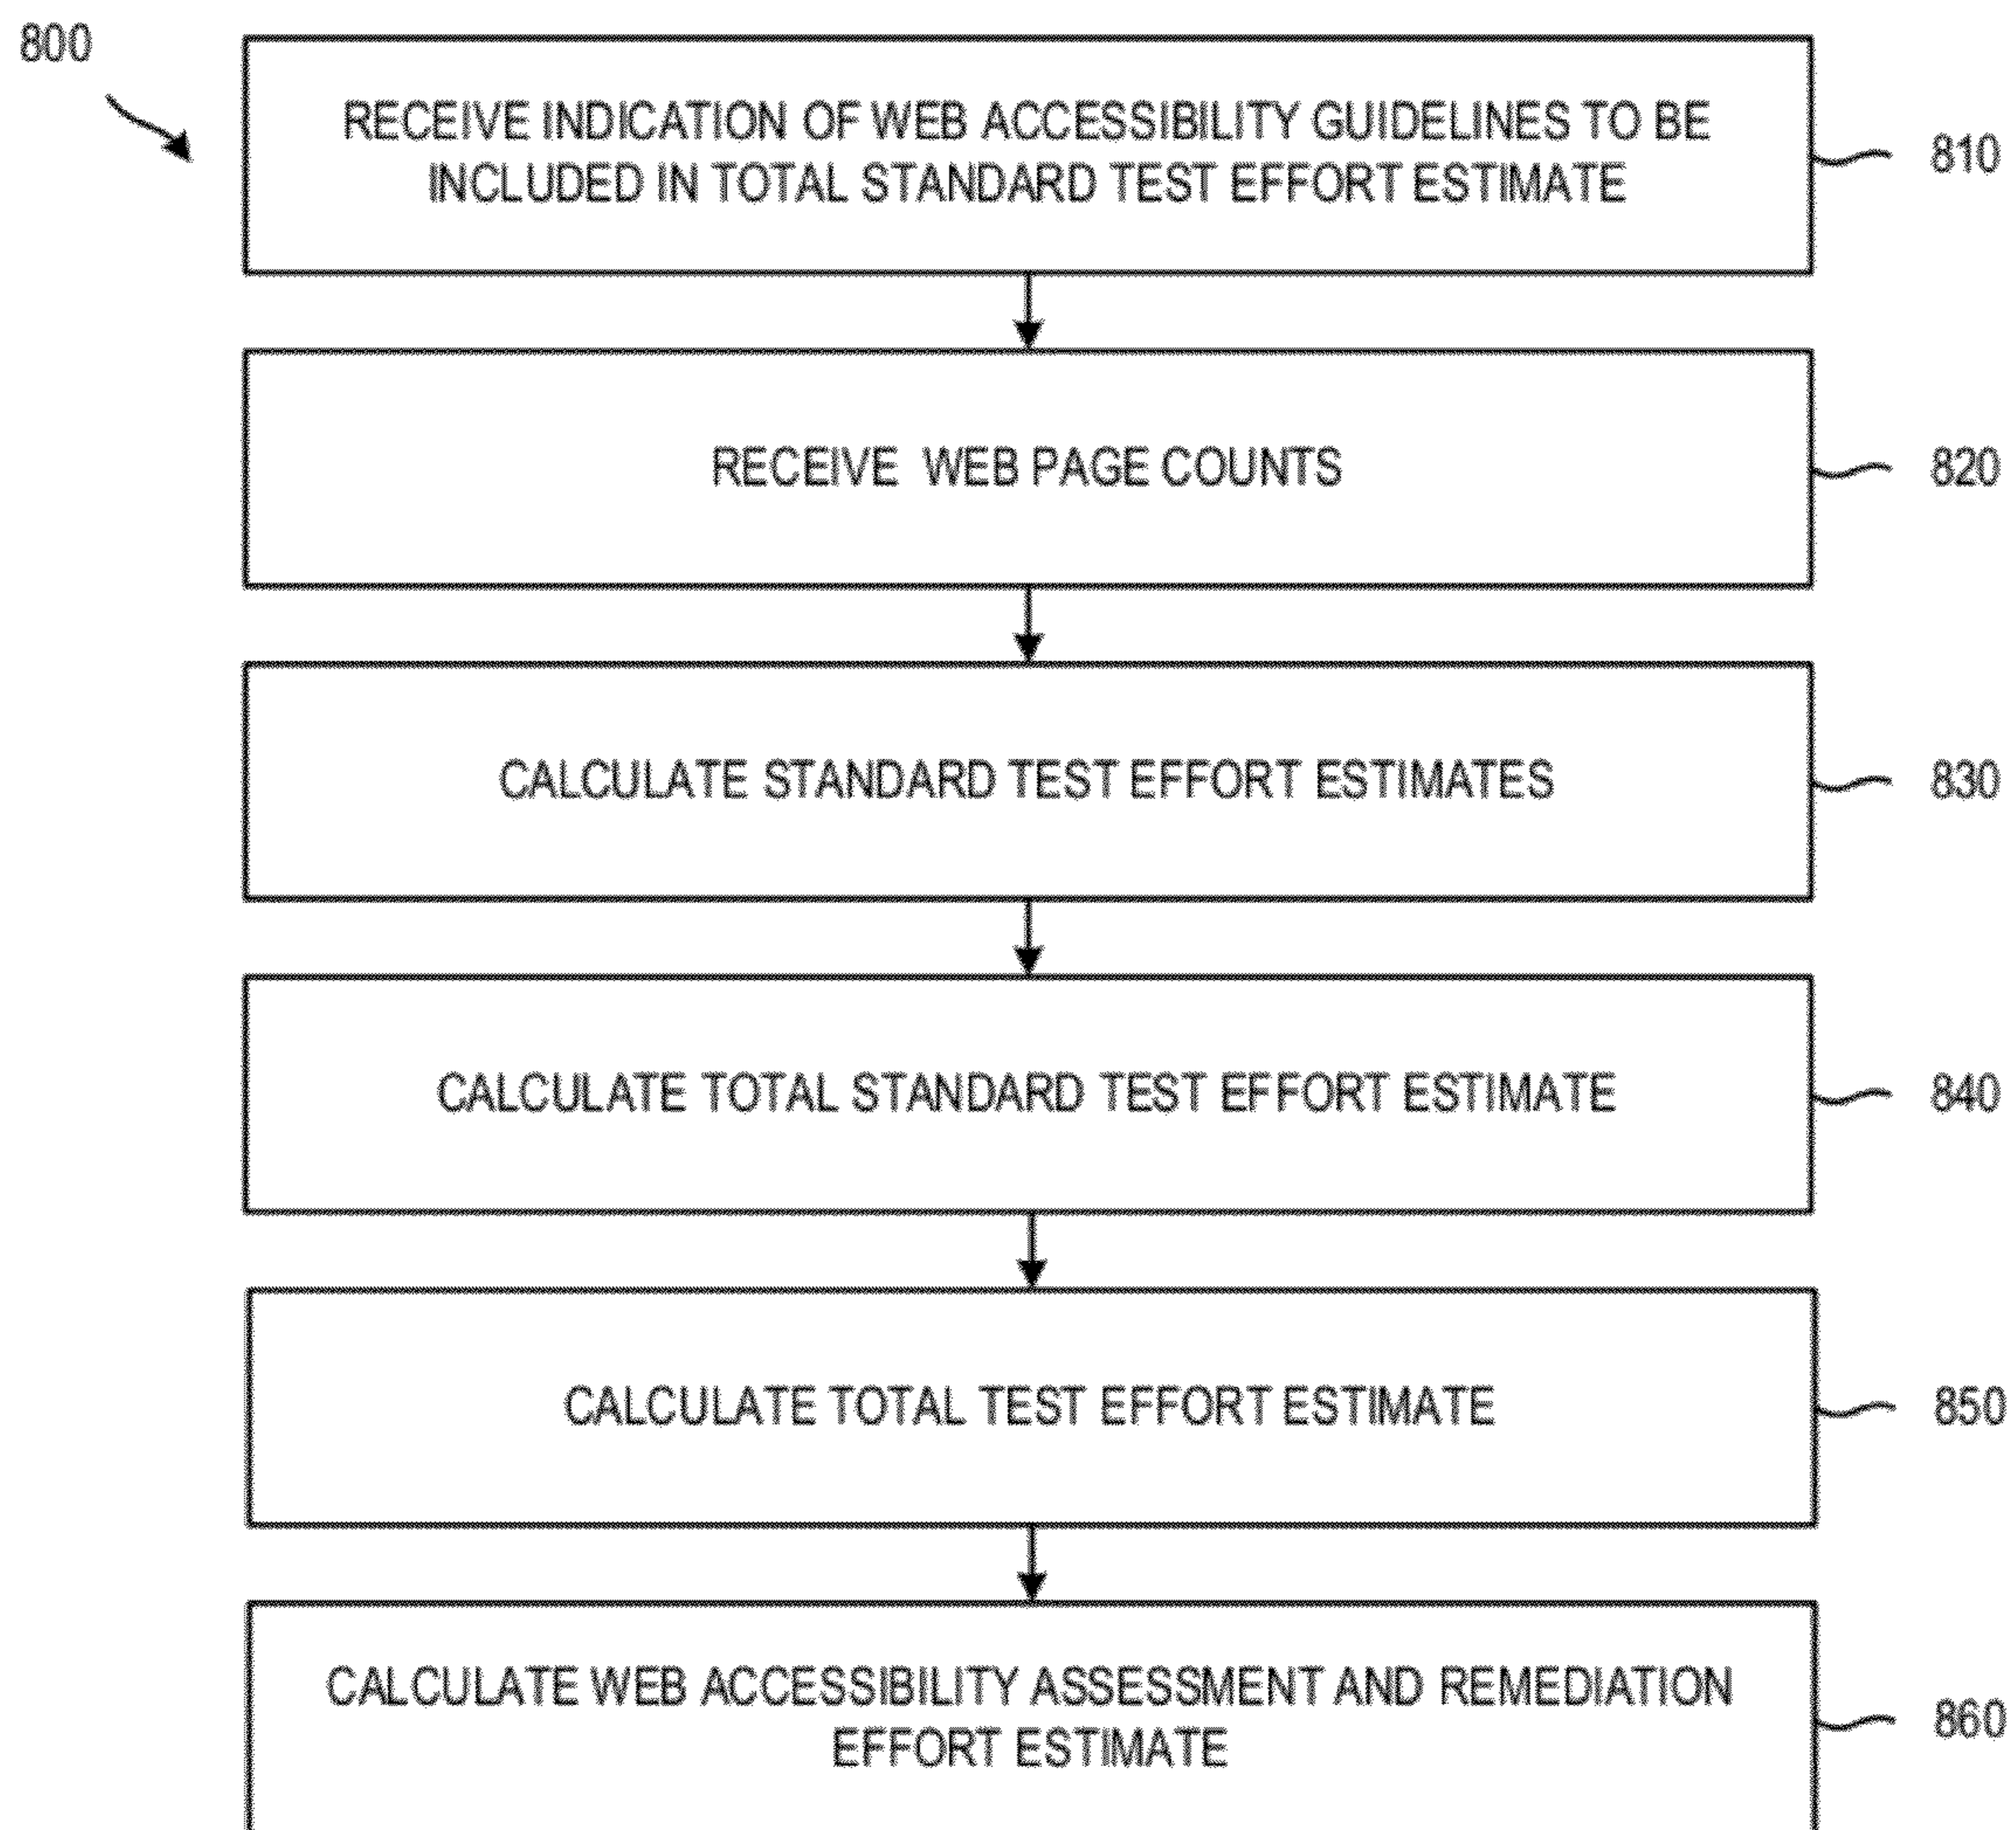 800
RECEIVE INDICATION OF WEB ACCESSIBILITY GUIDELINES TO BE
INCLUDED IN TOTAL STANDARD TEST EFFORT ESTIMATE
810
RECEIVE WEB PAGE COUNTS
820
CALCULATE STANDARD TEST EFFORT ESTIMATES
830
CALCULATE TOTAL STANDARD TEST EFFORT ESTIMATE
840
CALCULATE TOTAL TEST EFFORT ESTIMATE
850
CALCULATE WEB ACCESSIBILITY ASSESSMENT AND REMEDIATION
EFFORT ESTIMATE
860